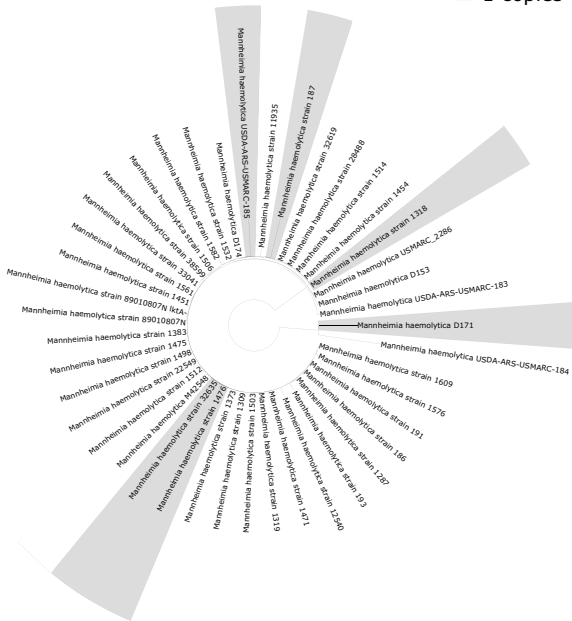 2 copies
Mannheimia haemolytica strain 11935
Mannheimia haemolytica strain 187
Mannheimia haemolytica strain 32619
Mannheimia haemolytica strain 28488
Mannheimia haemolytica strain 1514
Mannheimia haemolytica strain 1454
Mannheimia haemolytica strain 1318
Mannheimia haemolytica USMARC_2286
Mannheimia haemolytica D153
Mannheimia haemolytica USDA-ARS-USMARC-183
Mannheimia haemolytica D171
Mannheimia haemolytica USDA-ARS-USMARC-184
Mannheimia haemolytica strain 1609
Mannheimia haemolytica strain 1576
Mannheimia haemolytica strain 191
Mannheimia haemolytica strain 186
Mannheimia haemolytica strain 1287
Mannheimia haemolytica strain 193
Mannheimia haemolytica strain 12540
Mannheimia haemolytica strain 1471
Mannheimia haemolytica strain 1319
Mannheimia haemolytica strain 1503
Mannheimia haemolytica strain 1309
Mannheimia haemolytica strain 1373
Mannheimia haemolytica strain 1476
Mannheimia haemolytica strain 32635
Mannheimia haemolytica M42548
Mannheimia haemolytica strain 1512
Mannheimia haemolytica strain 22549
Mannheimia haemolytica strain 1498
Mannheimia haemolytica strain 1475
Mannheimia haemolytica strain 1383
Mannheimia haemolytica strain 89010807N
Mannheimia haemolytica strain 89010807N lktA-
Mannheimia haemolytica strain 1451
Mannheimia haemolytica strain 1561
Mannheimia haemolytica strain 33041
Mannheimia haemolytica strain 38599
Mannheimia haemolytica strain 1506
Mannheimia haemolytica strain 1582
Mannheimia haemolytica strain 1532
Mannheimia haemolytica D174
Mannheimia haemolytica USDA-ARS-USMARC-185